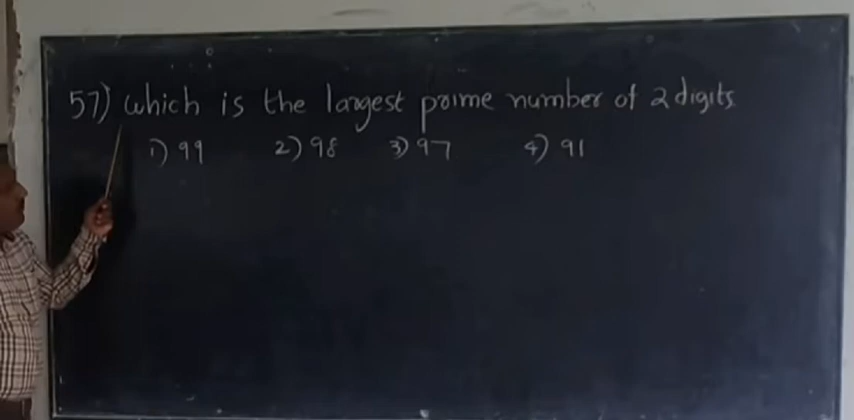 57) which is the largest prime number of 2 digits
1) 99 2) 98 3) 97 4) 91